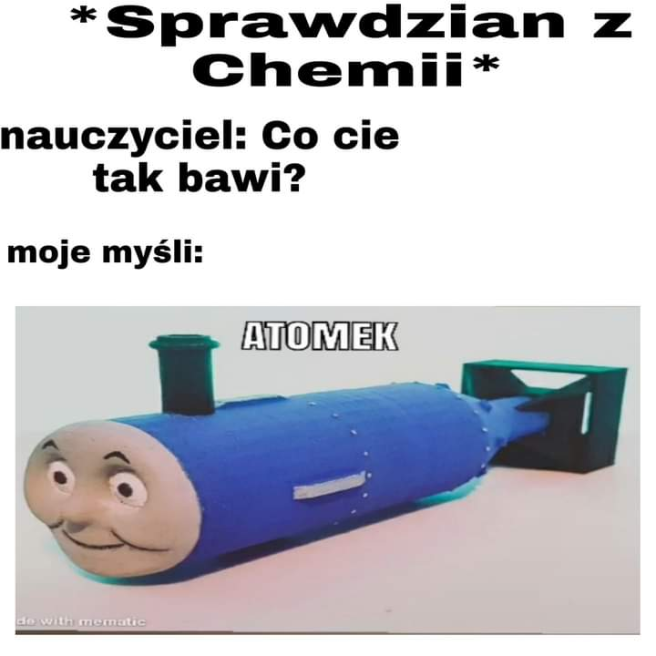 *Sprawdzian z
Chemii*
nauczyciel: Co cie
tak bawi?
moje myśli:
ATOMEK
de with mematic